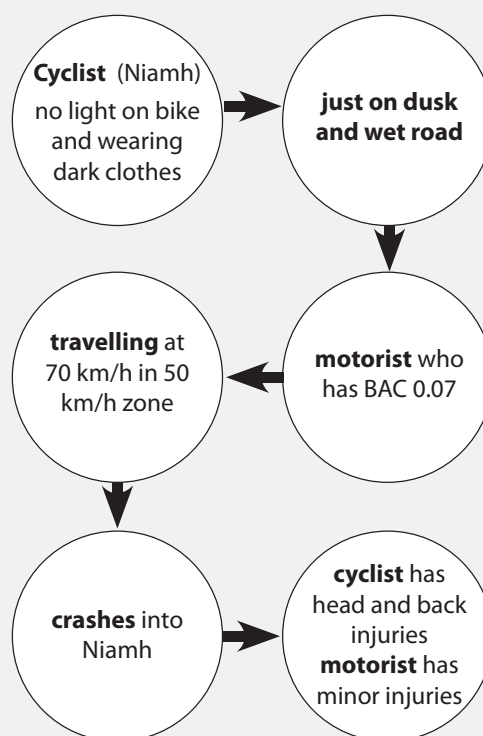 Cyclist (Niamh)
no light on bike
and wearing
dark clothes
just on dusk
and wet road
motorist who
has BAC 0.07
travelling at
70 km/h in 50
km/h zone
crashes into
Niamh
cyclist has
head and back
injuries
motorist has
minor injuries